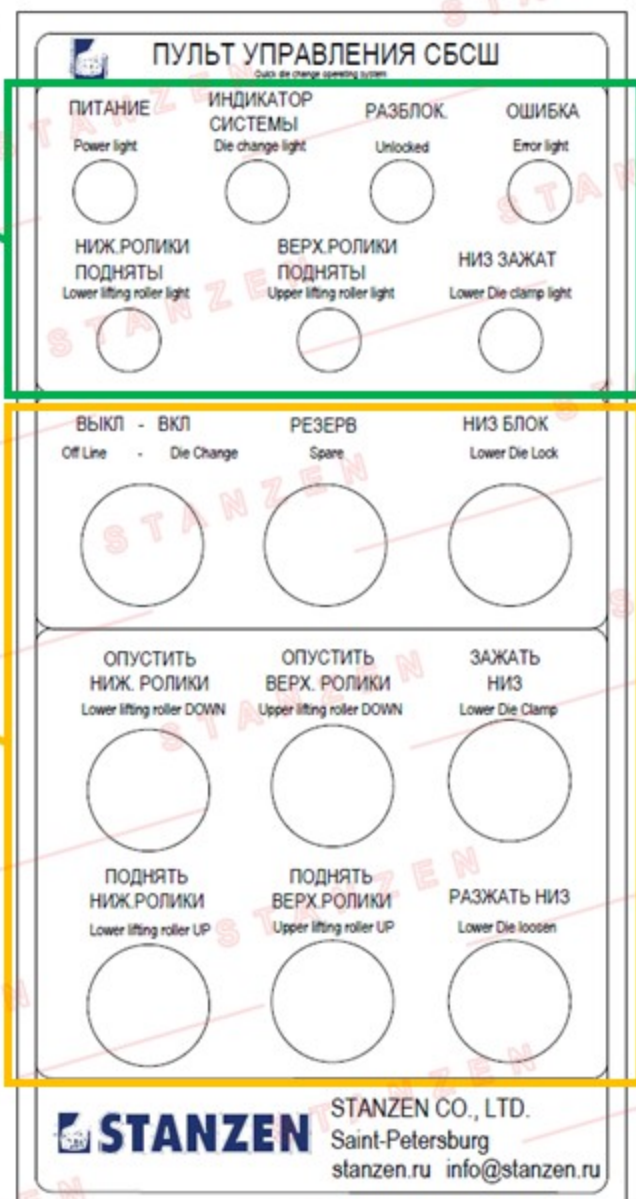 ПУЛЬТ УПРАВЛЕНИЯ СБСШ
Quick die change operating system
ПИТАНИЕ
Power light
ИНДИКАТОР
СИСТЕМЫ
Die change light
РАЗБЛОК.
Unlocked
ОШИБКА
Error light
НИЖ.РОЛИКИ
ПОДНЯТЫ
Lower lifting roller light
ВЕРХ.РОЛИКИ
ПОДНЯТЫ
Upper lifting roller light
НИЗ ЗАЖАТ
Lower Die clamp light
ВЫКЛ - ВКЛ
Off Line - Die Change
РЕЗЕРВ
Spare
НИЗ БЛОК
Lower Die Lock
ОПУСТИТЬ
НИЖ. РОЛИКИ
Lower lifting roller DOWN
ОПУСТИТЬ
ВЕРХ. РОЛИКИ
Upper lifting roller DOWN
ЗАЖАТЬ
НИЗ
Lower Die Clamp
ПОДНЯТЬ
НИЖ.РОЛИКИ
Lower lifting roller UP
ПОДНЯТЬ
ВЕРХ.РОЛИКИ
Upper lifting roller UP
РАЗЖАТЬ НИЗ
Lower Die loosen
STANZEN
STANZEN CO., LTD.
Saint-Petersburg
stanzen.ru info@stanzen.ru